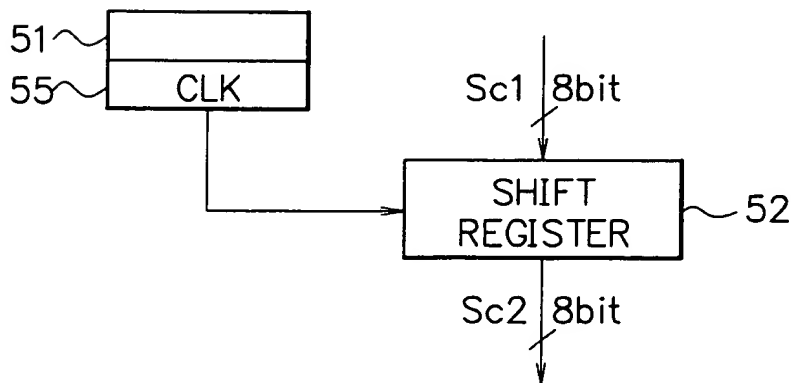 51
55
CLK
Sc1 8bit
SHIFT
REGISTER
52
Sc2 8bit